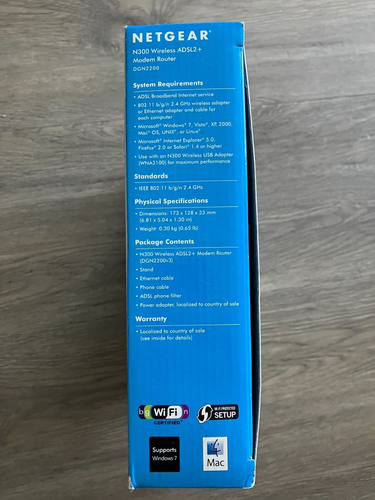 NETGEAR®
N300 Wireless ADSL2+
Modem Router
DGN2200
System Requirements
• ADSL Broadband Internet service
• 802.11 b/g/n 2.4 GHz wireless adapter
or Ethernet adapter and cable for
each computer
• Microsoft® Windows® 7, Vista®, XP, 2000,
Mac® OS, UNIX®, or Linux®
• Microsoft® Internet Explorer® 5.0,
Firefox® 2.0 or Safari® 1.4 or higher
• Use with an N300 Wireless USB Adapter
(WNA3100) for maximum performance
Standards
• IEEE 802.11 b/g/n 2.4 GHz
Physical Specifications
• Dimensions: 173 x 128 x 33 mm
(6.81 x 5.04 x 1.30 in)
• Weight: 0.30 kg (0.65 lb)
Package Contents
• N300 Wireless ADSL2+ Modem Router
(DGN2200v3)
• Stand
• Ethernet cable
• Phone cable
• ADSL phone filter
• Power adapter, localized to country of sale
Warranty
• Localized to country of sale
(see inside for details)
b g Wi Fi n
CERTIFIED®
WI-FI PROTECTED
SETUP
Supports
Windows 7
Mac